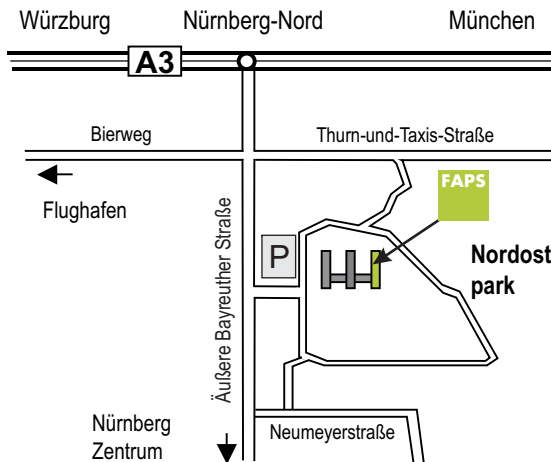 Würzburg
Nürnberg-Nord
München
A3
Bierweg
Thurn-und-Taxis-Straße
FAPS
Flughafen
Äußere Bayreuther Straße
P
Nordost
park
Nürnberg
Zentrum
Neumeyerstraße